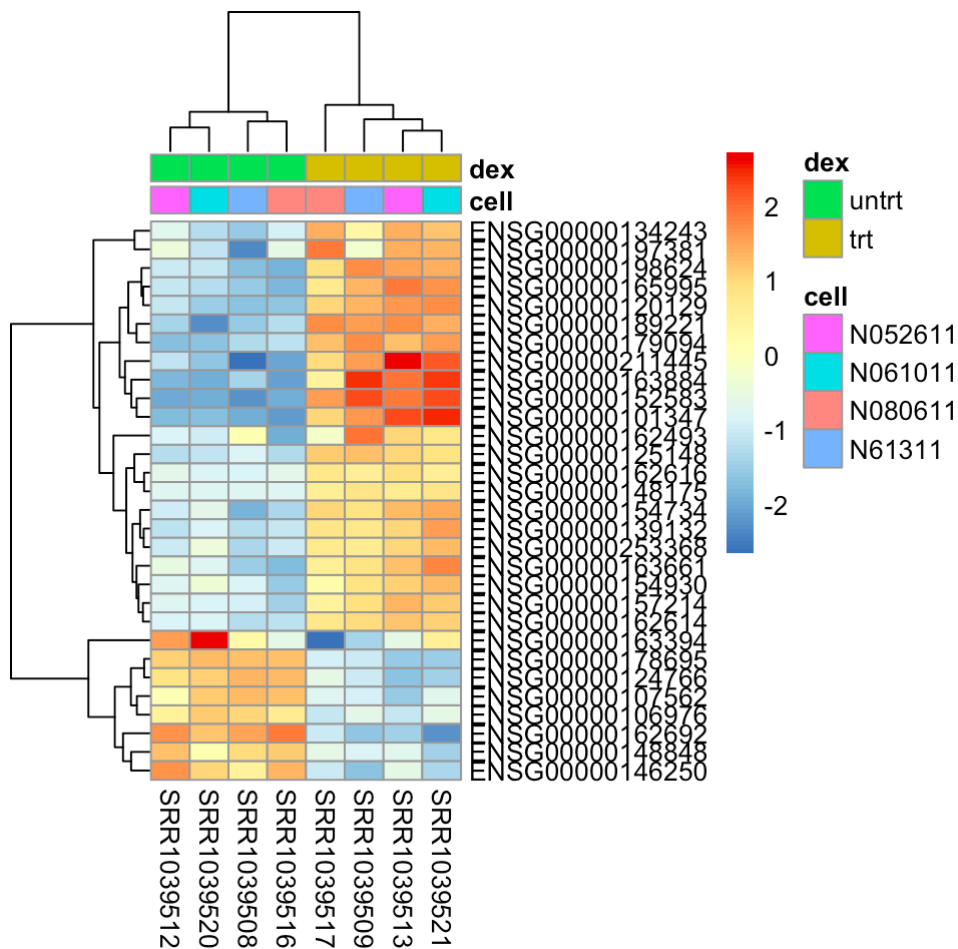 dex
cell
ENSG00000134243
ENSG00000197381
ENSG00000198624
ENSG00000165995
ENSG00000120129
ENSG00000189221
ENSG00000179094
ENSG00000211445
ENSG00000163884
ENSG00000152583
ENSG00000101347
ENSG00000162493
ENSG00000125148
ENSG00000162616
ENSG00000148175
ENSG00000154734
ENSG00000139132
ENSG00000253368
ENSG00000163661
ENSG00000154930
ENSG00000157214
ENSG00000162614
ENSG00000163394
ENSG00000178695
ENSG00000124766
ENSG00000107562
ENSG00000106976
ENSG00000162692
ENSG00000148848
ENSG00000146250
SRR1039512
SRR1039520
SRR1039508
SRR1039516
SRR1039517
SRR1039509
SRR1039513
SRR1039521
2
1
0
-1
-2
dex
untrt
trt
cell
N052611
N061011
N080611
N61311